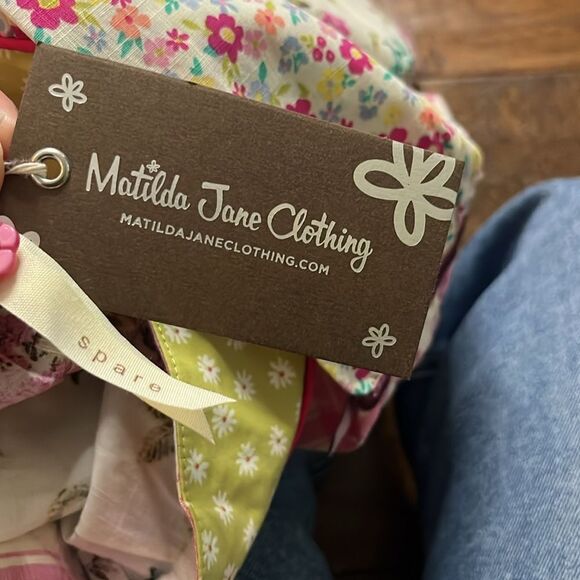 Matilda Jane Clothing
MATILDAJANECLOTHING.COM
spare